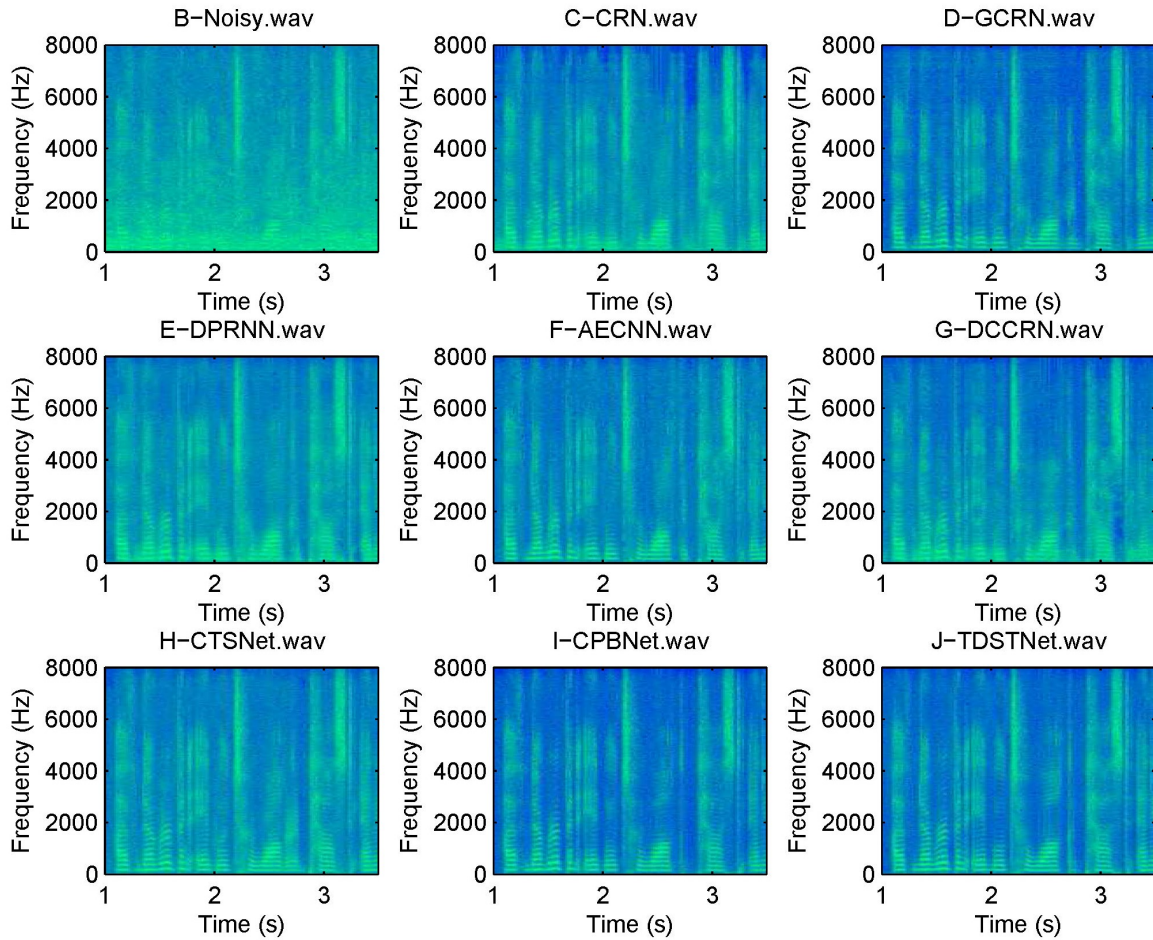 B-Noisy.wav
C-CRN.wav
D-GCRN.wav
8000
6000
4000
2000
0
Frequency (Hz)
1
2
3
Time (s)
8000
6000
4000
2000
0
Frequency (Hz)
1
2
3
Time (s)
8000
6000
4000
2000
0
Frequency (Hz)
1
2
3
Time (s)
E-DPRNN.wav
F-AECNN.wav
G-DCCRN.wav
8000
6000
4000
2000
0
Frequency (Hz)
1
2
3
Time (s)
8000
6000
4000
2000
0
Frequency (Hz)
1
2
3
Time (s)
8000
6000
4000
2000
0
Frequency (Hz)
1
2
3
Time (s)
H-CTSNet.wav
I-CPBNet.wav
J-TDSTNet.wav
8000
6000
4000
2000
0
Frequency (Hz)
1
2
3
Time (s)
8000
6000
4000
2000
0
Frequency (Hz)
1
2
3
Time (s)
8000
6000
4000
2000
0
Frequency (Hz)
1
2
3
Time (s)